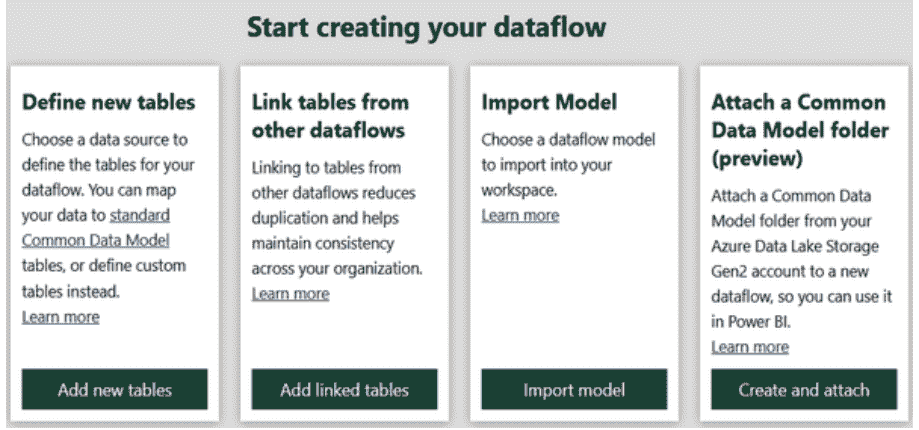 Start creating your dataflow
Define new tables
Choose a data source to
define the tables for your
dataflow. You can map
your data to standard
Common Data Model
tables, or define custom
tables instead.
Learn more
Add new tables
Link tables from
other dataflows
Linking to tables from
other dataflows reduces
duplication and helps
maintain consistency
across your organization.
Learn more
Add linked tables
Import Model
Choose a dataflow model
to import into your
workspace.
Learn more
Import model
Attach a Common
Data Model folder
(preview)
Attach a Common Data
Model folder from your
Azure Data Lake Storage
Gen2 account to a new
dataflow, so you can use it
in Power BI.
Learn more
Create and attach